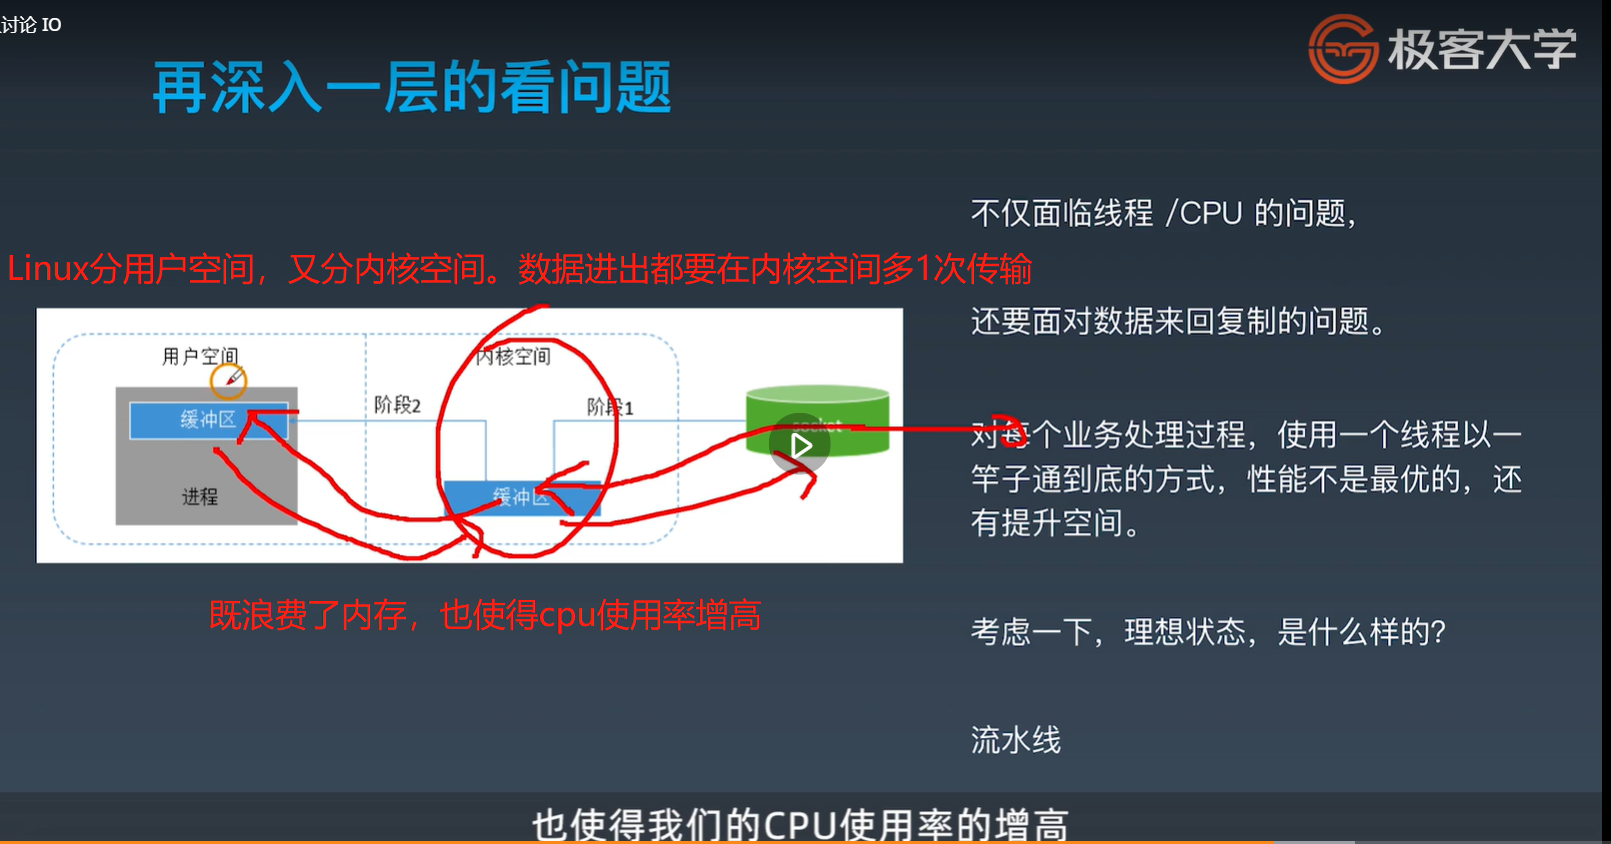 讨论 IO
极客大学
再深入一层的看问题
不仅面临线程 /CPU 的问题，
Linux分用户空间，又分内核空间。数据进出都要在内核空间多1次传输
还要面对数据来回复制的问题。
用户空间
内核空间
阶段2
阶段1
缓冲区
socket
对每个业务处理过程，使用一个线程以一
竿子通到底的方式，性能不是最优的，还
有提升空间。
进程
缓冲区
既浪费了内存，也使得cpu使用率增高
考虑一下，理想状态，是什么样的？
流水线
也使得我们的CPU使用率的增高